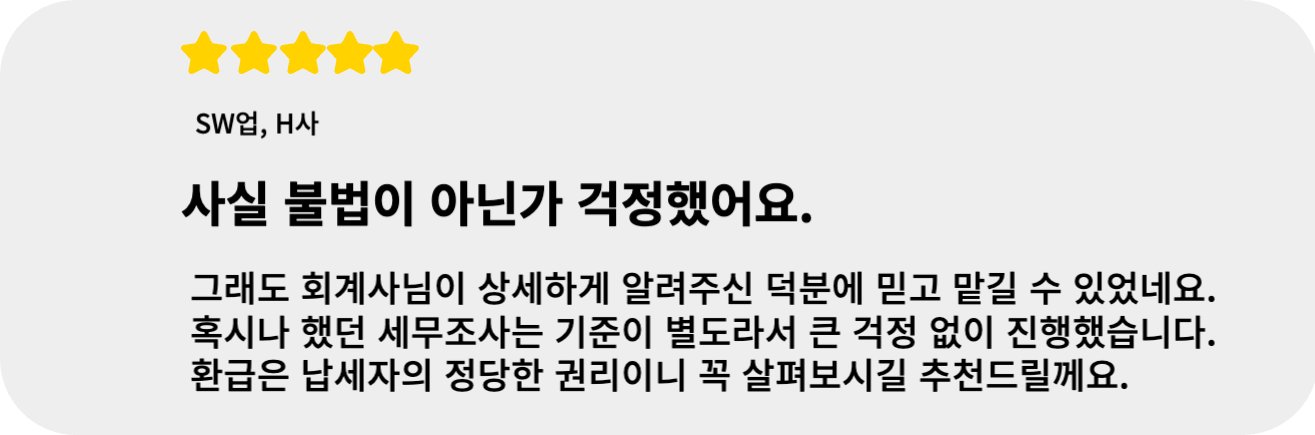 SW업, H사
사실 불법이 아닌가 걱정했어요.
그래도 회계사님이 상세하게 알려주신 덕분에 믿고 맡길 수 있었네요.
혹시나 했던 세무조사는 기준이 별도라서 큰 걱정 없이 진행했습니다.
환급은 납세자의 정당한 권리이니 꼭 살펴보시길 추천드릴께요.